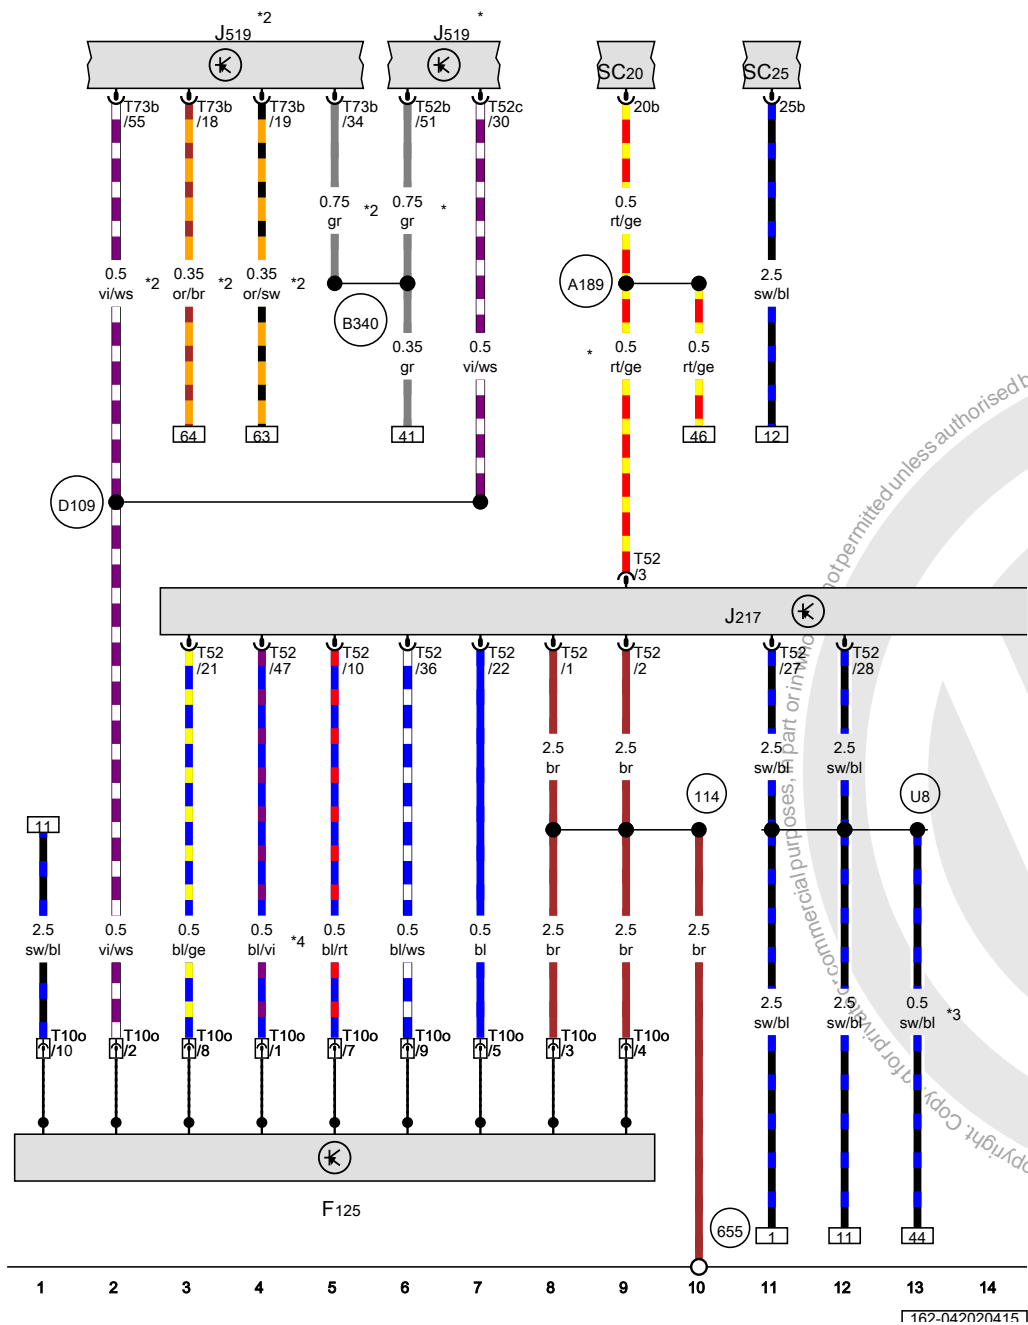 *2
*
J519
J519
SC20
SC25
T73b
/55
T73b
/18
T73b
/19
T73b
/34
T52b
/51
T52c
/30
20b
25b
0.75
gr
*2
0.75
gr
*
0.5
rt/ge
0.5
vi/ws
*2
0.35
or/br
*2
0.35
or/sw
*2
A189
2.5
sw/bl
B340
0.35
gr
0.5
vi/ws
*
0.5
rt/ge
0.5
rt/ge
64
63
41
46
12
D109
T52
/3
J217
T52
/21
T52
/47
T52
/10
T52
/36
T52
/22
T52
/1
T52
/2
T52
/27
T52
/28
2.5
br
2.5
br
2.5
sw/bl
2.5
sw/bl
114
U8
11
2.5
sw/bl
0.5
vi/ws
0.5
bl/ge
0.5
bl/vi
*4
0.5
bl/rt
0.5
bl/ws
0.5
bl
2.5
br
2.5
br
2.5
br
2.5
sw/bl
2.5
sw/bl
0.5
sw/bl
*3
T10o
/10
T10o
/2
T10o
/8
T10o
/1
T10o
/7
T10o
/9
T10o
/5
T10o
/3
T10o
/4
F125
655
1
11
44
1 2 3 4 5 6 7 8 9 10 11 12 13 14
162-042020415